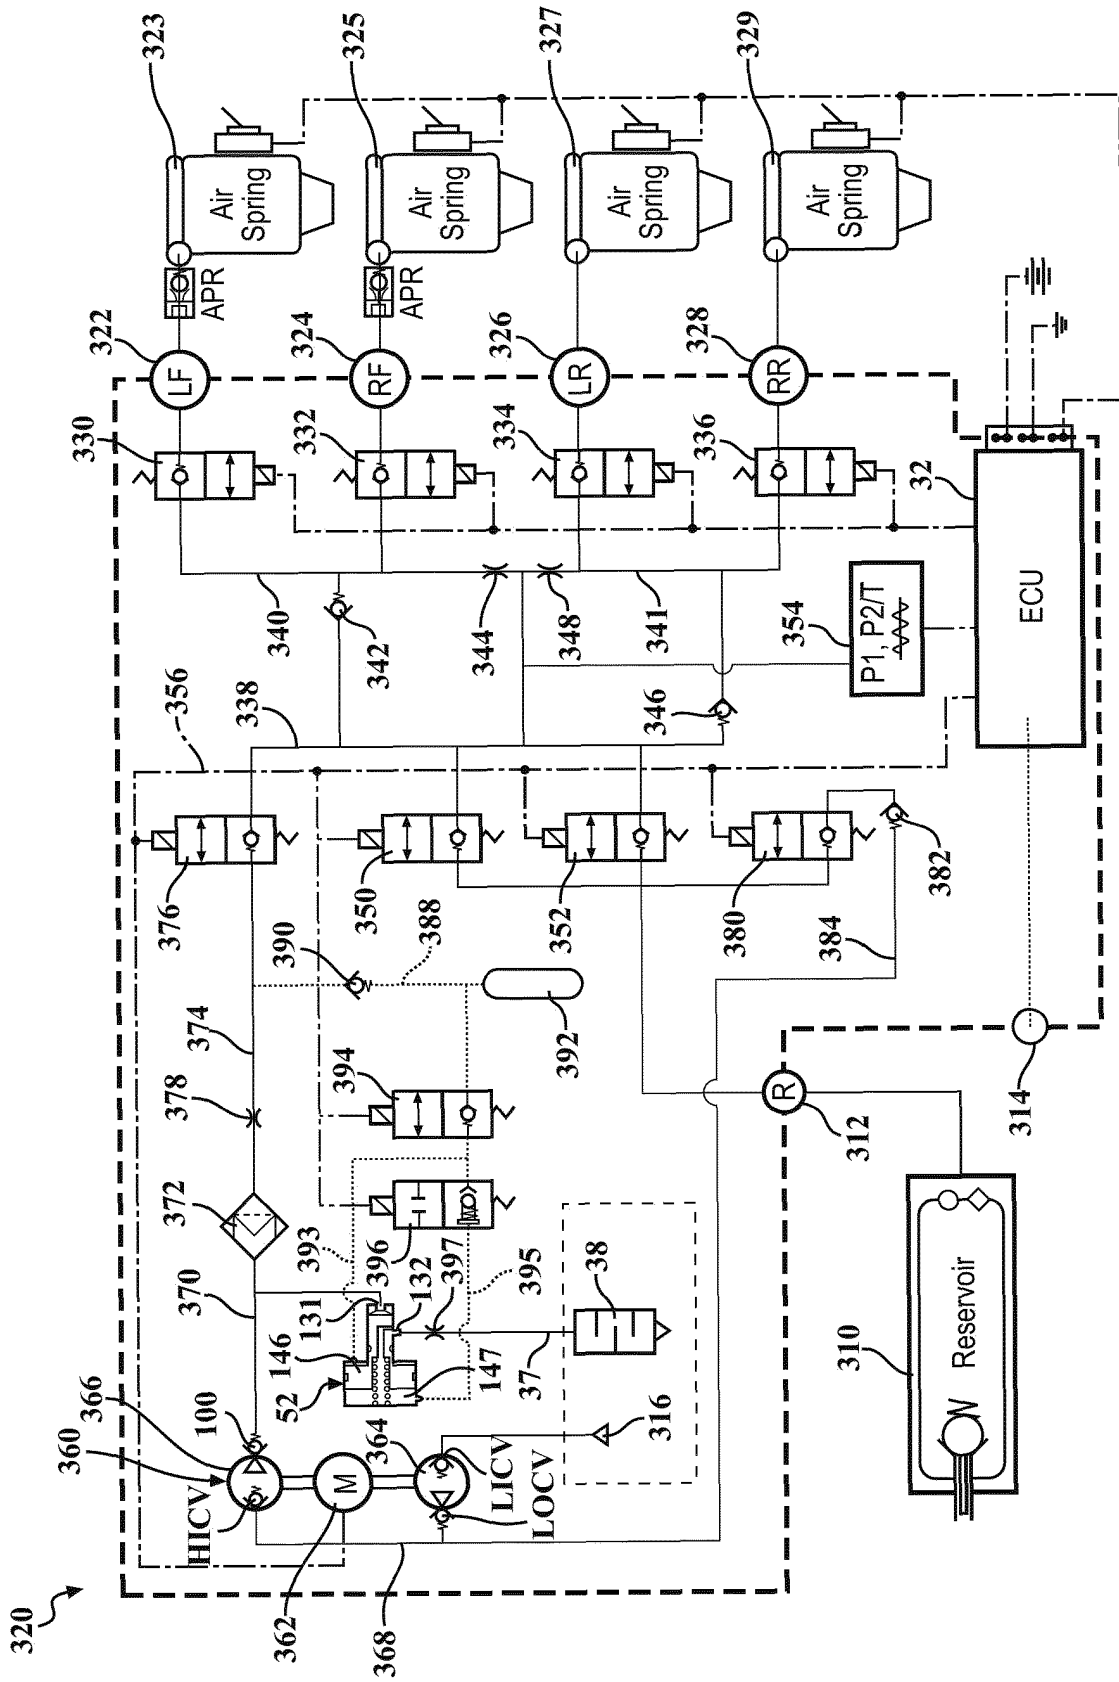 320
323
325
327
329
Air
Spring
Air
Spring
Air
Spring
Air
Spring
APR
APR
322
LF
324
RF
326
LR
328
RR
330
332
334
336
32
ECU
340
342
344
348
341
354
P1, P2/T
356
338
346
376
350
352
380
382
390
388
384
374
392
378
394
314
R
312
372
393
396
397
395
370
131
132
38
146
52
147
37
310
Reservoir
366
360
100
364
316
HICV
M
LICV
LOCV
362
368